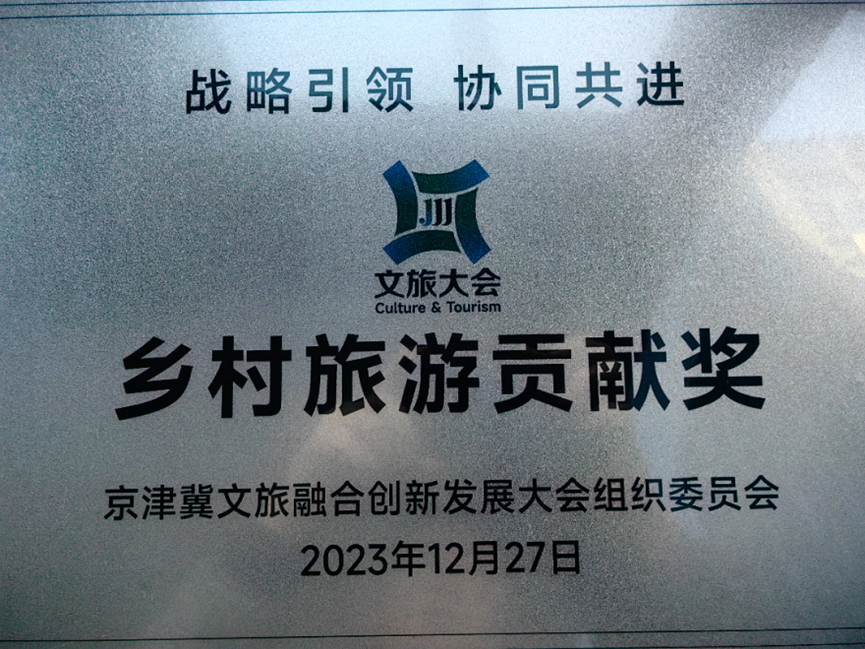 战略引领 协同共进
JJJ
文旅大会
Culture & Tourism
乡村旅游贡献奖
京津冀文旅融合创新发展大会组织委员会
2023年12月27日